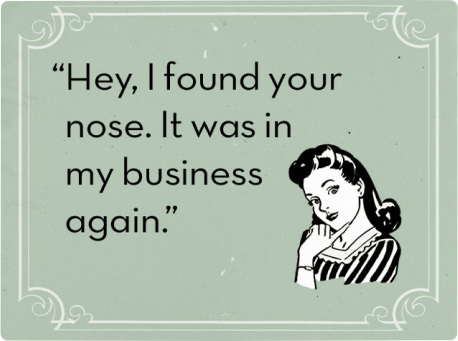 “Hey, I found your
nose. It was in
my business
again.”